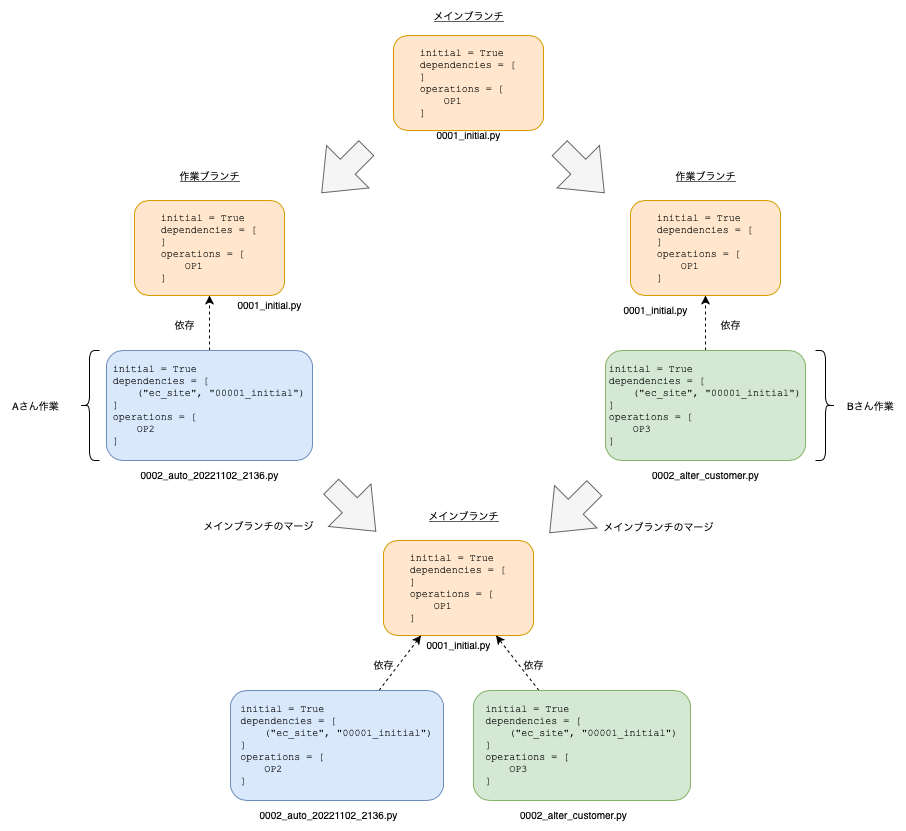 メインブランチ
initial = True
dependencies = [
]
operations = [
OP1
]
0001_initial.py
作業ブランチ
initial = True
dependencies = [
]
operations = [
OP1
]
0001_initial.py
依存
Aさん作業
initial = True
dependencies = [
("ec_site", "00001_initial")
]
operations = [
OP2
]
0002_auto_20221102_2136.py
メインブランチのマージ
作業ブランチ
initial = True
dependencies = [
]
operations = [
OP1
]
0001_initial.py
依存
initial = True
dependencies = [
("ec_site", "00001_initial")
]
operations = [
OP3
]
Bさん作業
0002_alter_customer.py
メインブランチのマージ
メインブランチ
initial = True
dependencies = [
]
operations = [
OP1
]
0001_initial.py
依存
依存
initial = True
dependencies = [
("ec_site", "00001_initial")
]
operations = [
OP2
]
0002_auto_20221102_2136.py
initial = True
dependencies = [
("ec_site", "00001_initial")
]
operations = [
OP3
]
0002_alter_customer.py